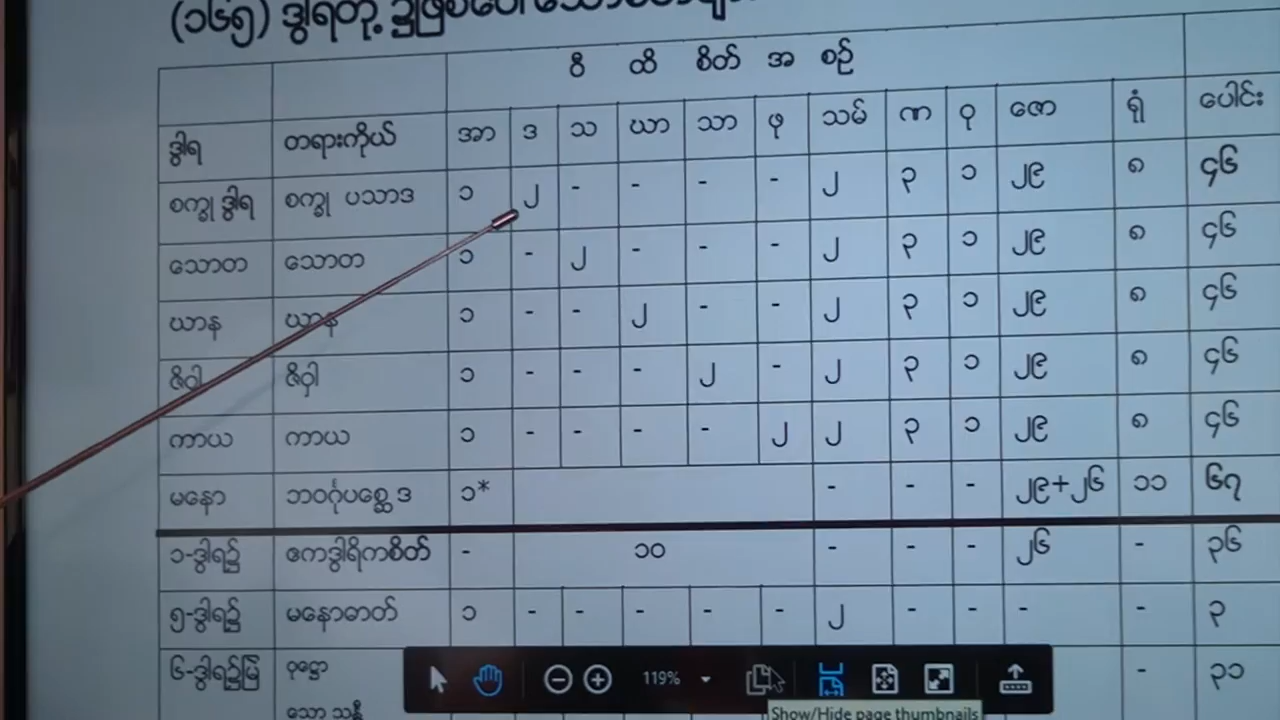 (၁၆၅) ဒွါရတို့၌ဖြစ်ပေါ်သော
ဝီ ထိ စိတ် အ စဉ်
ဒွါရ တရားကိုယ် အာ ဒ သ ဃာ သာ ဖု သမ် ဏ ဝု ဇော ရုံ ပေါင်း
စက္ခု ဒွါရ စက္ခု ပသာဒ ၁ ၂ - - - - ၂ ၃ ၁ ၂၉ ၈ ၄၆
သောတ သောတ ၁ - ၂ - - - ၂ ၃ ၁ ၂၉ ၈ ၄၆
ဃာန ဃာန ၁ - - ၂ - - ၂ ၃ ၁ ၂၉ ၈ ၄၆
ဇိဝှါ ဇိဝှါ ၁ - - - ၂ - ၂ ၃ ၁ ၂၉ ၈ ၄၆
ကာယ ကာယ ၁ - - - - ၂ ၂ ၃ ၁ ၂၉ ၈ ၄၆
မနော ဘဝင်္ဂုပစ္ဆေဒ ၁* - - - ၂၉+၂၆ ၁၁ ၆၇
၁-ဒွါရ၌ ဧကဒွါရိကစိတ် - ၁၀ - - - ၂၆ - ၃၆
၅-ဒွါရ၌ မနောဓာတ် ၁ - - - - - ၂ - - - - ၃
၆-ဒွါရ၌မြဲ ဝုဋ္ဌော - ၃၁
သော သန္တီ
119%
Show/Hide page thumbnails